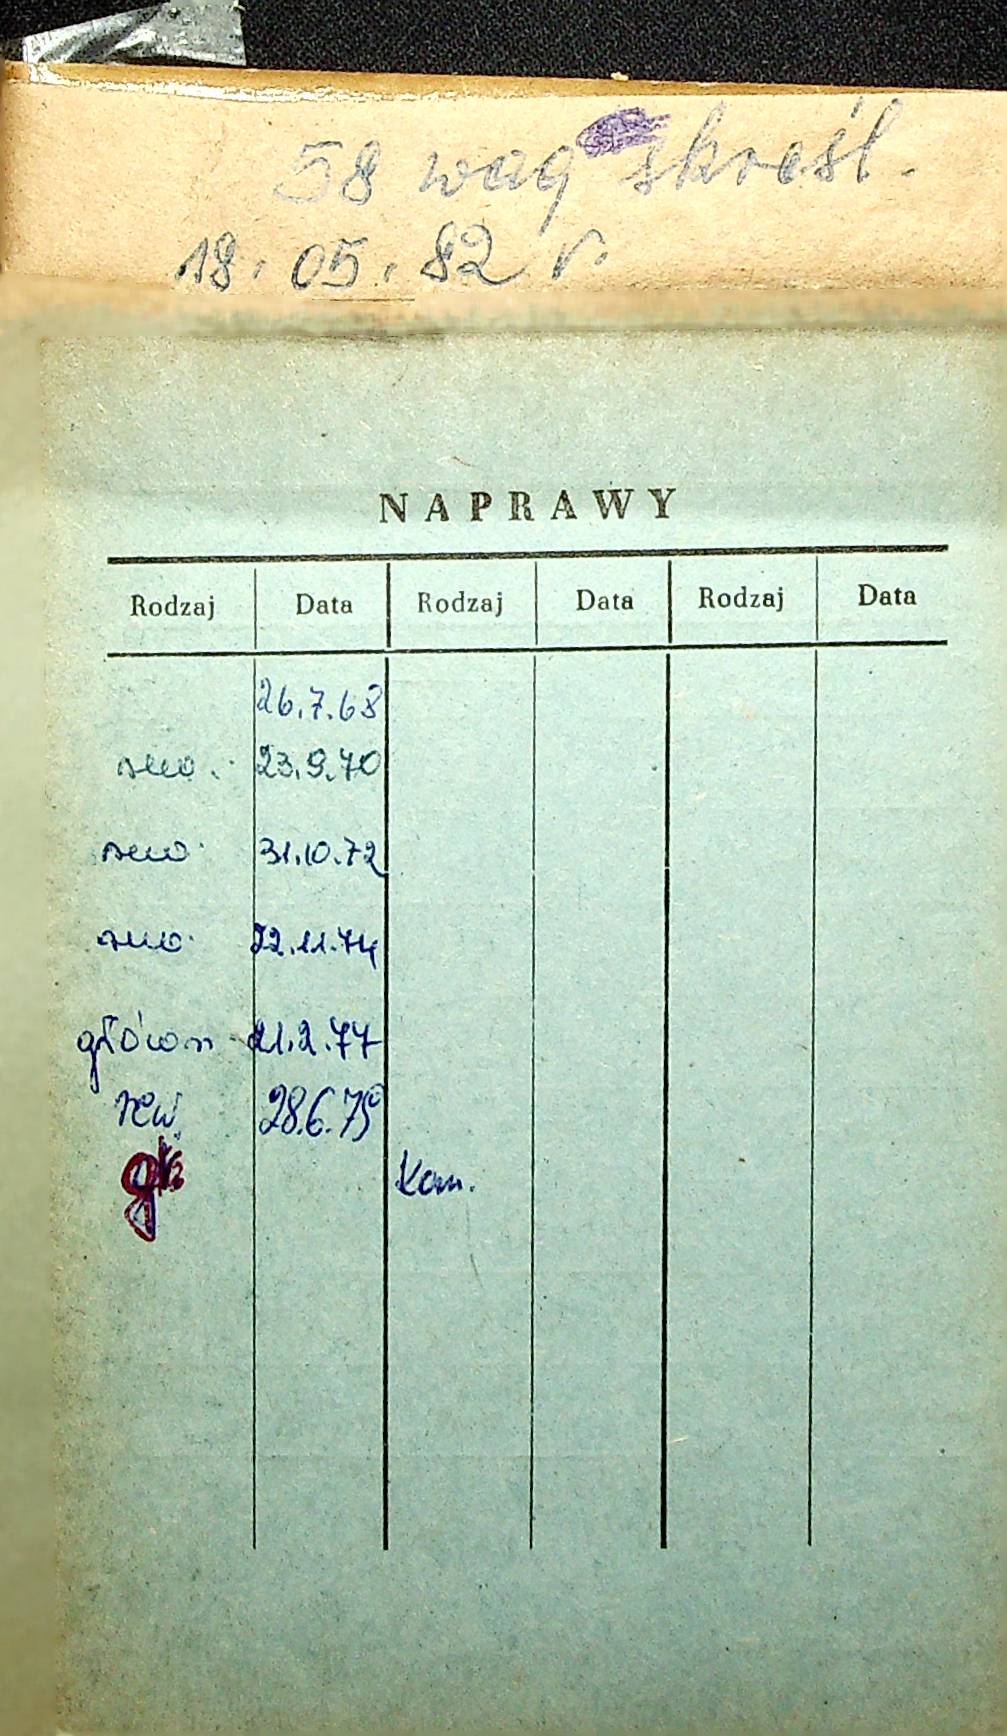 58 wag skreśl.
18.05.82 r.
NAPRAWY
Rodzaj Data Rodzaj Data Rodzaj Data
26.7.68
23.9.70
31.10.72
22.11.74
główn 21.2.77
rew. 28.6.79
Kom.